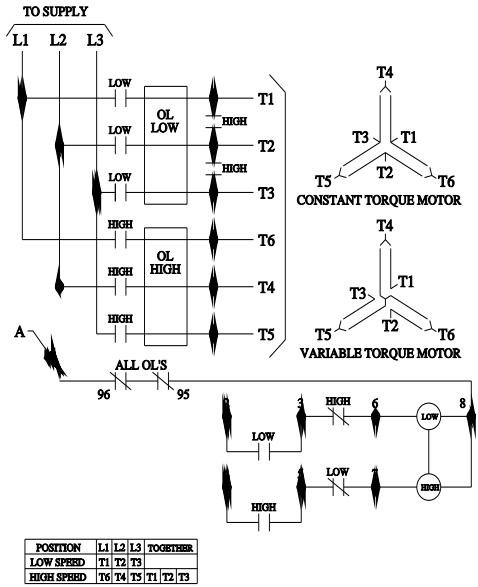 TO SUPPLY
L1 L2 L3
LOW
OL
LOW
T1
HIGH
LOW
T2
HIGH
LOW
T3
HIGH
T6
OL
HIGH
HIGH
T4
HIGH
T5
T4
T3 T1
T2
T5 T6
CONSTANT TORQUE MOTOR
T4
T1
T3
T2
T5 T6
VARIABLE TORQUE MOTOR
A
ALL OL'S
96 95
3 HIGH 6 8
LOW
LOW
LOW
HIGH
HIGH
POSITION L1 L2 L3 TOGETHER
LOW SPEED T1 T2 T3
HIGH SPEED T6 T4 T5 T1 T2 T3